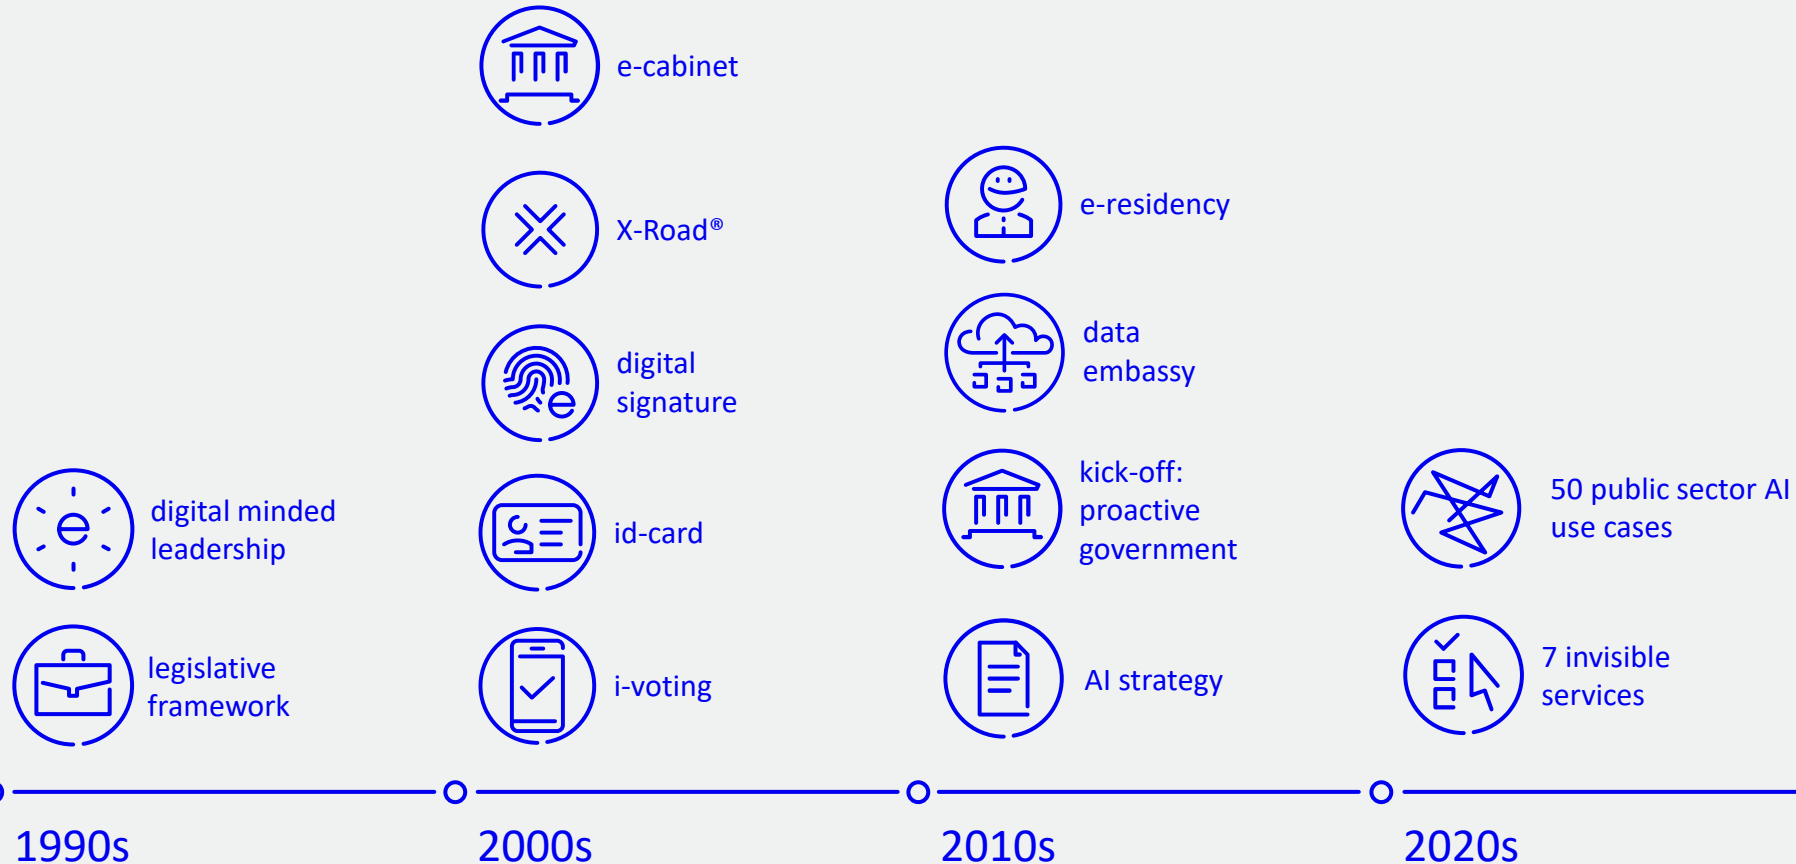 digital minded
leadership
legislative
framework
1990s
e-cabinet
X-Road®
digital
signature
id-card
i-voting
2000s
e-residency
data
embassy
kick-off:
proactive
government
AI strategy
2010s
50 public sector AI
use cases
7 invisible
services
2020s